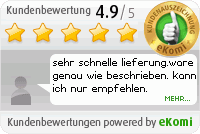 Kundenbewertung 4.9/5
KUNDENAUSZEICHNUNG
eKomi
sehr schnelle lieferung.ware
genau wie beschrieben. kann
ich nur empfehlen.
MEHR...
Kundenbewertungen powered by eKomi